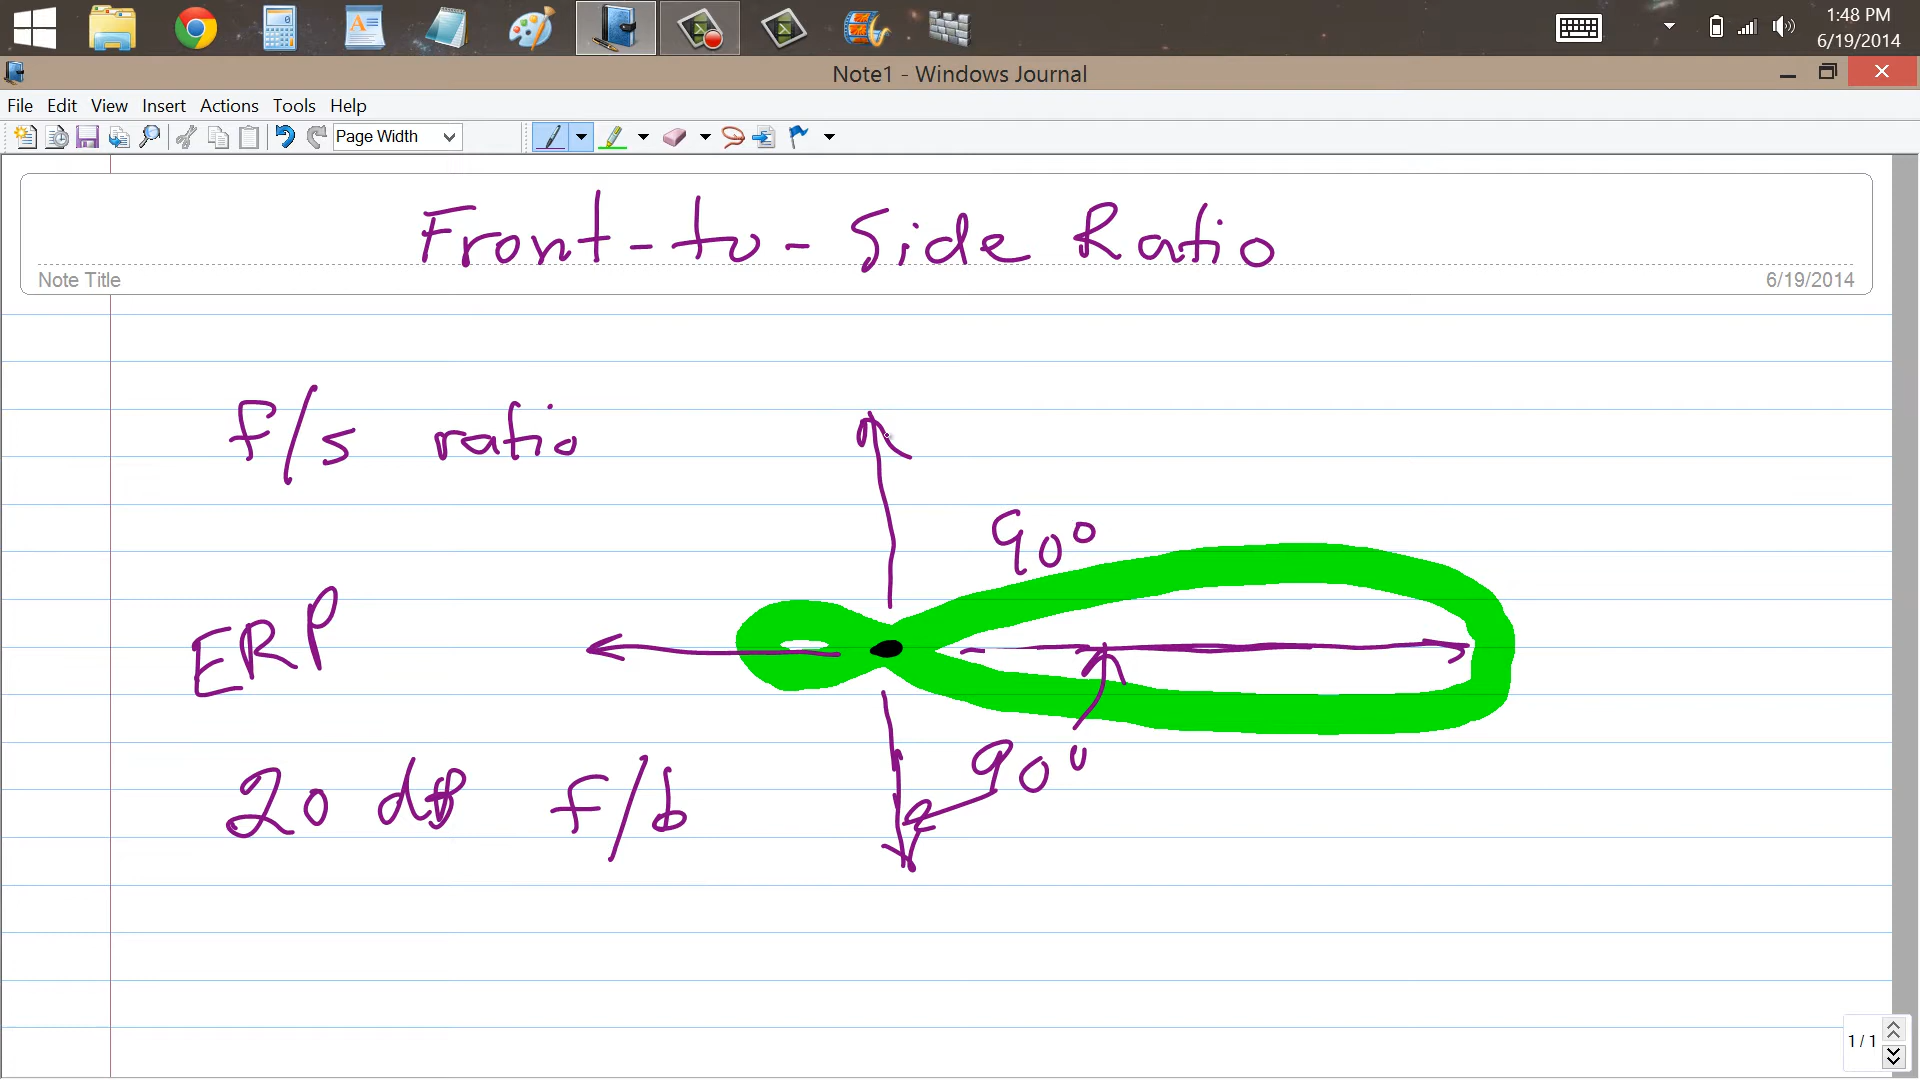 1:48 PM
6/19/2014
Note1 - Windows Journal
File Edit View Insert Actions Tools Help
Page Width
Front-to-Side Ratio
Note Title 6/19/2014
f/s ratio
90°
ERP
90°
20 dB f/b
1 / 1